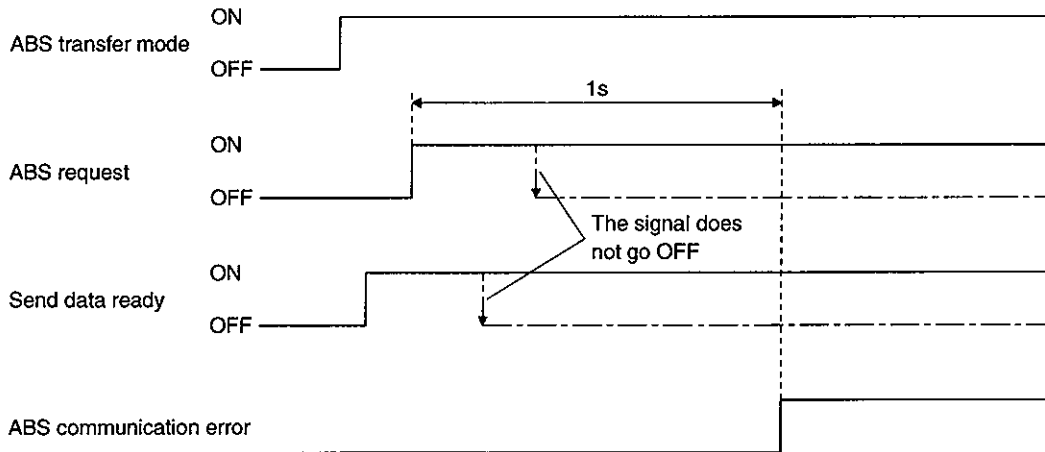 ON
ABS transfer mode
OFF
1s
ON
ABS request
OFF
The signal does
not go OFF
ON
Send data ready
OFF
ABS communication error